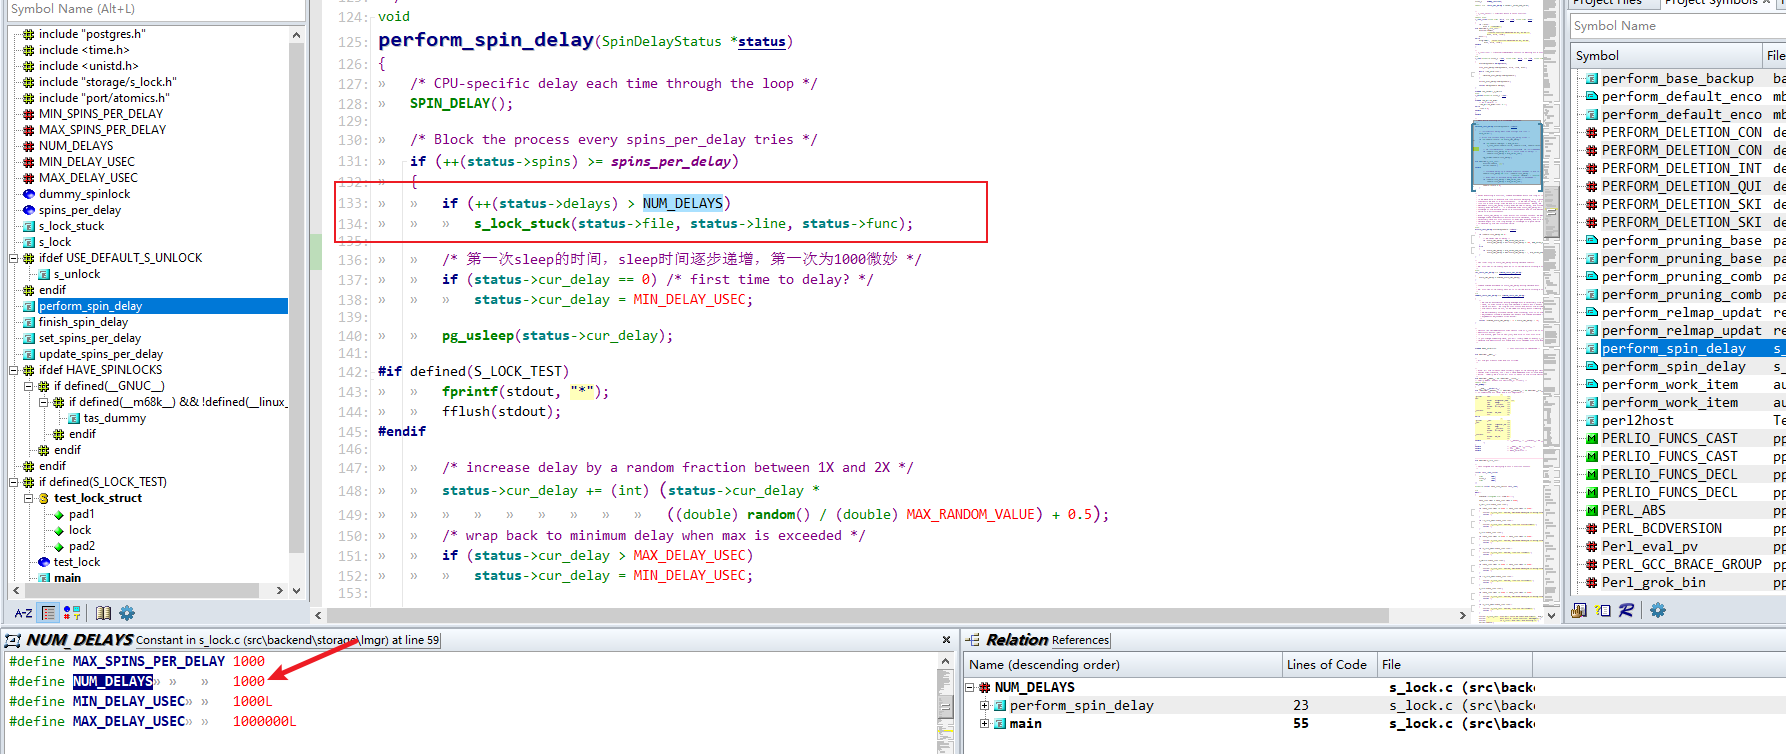 Symbol Name (Alt+L)
include "postgres.h"
include <time.h>
include <unistd.h>
include "storage/s_lock.h"
include "port/atomics.h"
MIN_SPINS_PER_DELAY
MAX_SPINS_PER_DELAY
NUM_DELAYS
MIN_DELAY_USEC
MAX_DELAY_USEC
dummy_spinlock
spins_per_delay
s_lock_stuck
s_lock
ifdef USE_DEFAULT_S_UNLOCK
s_unlock
endif
perform_spin_delay
finish_spin_delay
set_spins_per_delay
update_spins_per_delay
ifdef HAVE_SPINLOCKS
if defined(__GNUC__)
if defined(__m68k__) && !defined(__linux_
tas_dummy
endif
endif
endif
if defined(S_LOCK_TEST)
test_lock_struct
pad1
lock
pad2
test_lock
main
A-Z
124: void
125: perform_spin_delay(SpinDelayStatus *status)
126: {
127: » /* CPU-specific delay each time through the loop */
128: » SPIN_DELAY();
129:
130: » /* Block the process every spins_per_delay tries */
131: » if (++(status->spins) >= spins_per_delay)
132: » {
133: » » if (++(status->delays) > NUM_DELAYS)
134: » » » s_lock_stuck(status->file, status->line, status->func);
135:
136: » » /* 第一次sleep的时间, sleep时间逐步递增, 第一次为1000微妙 */
137: » » if (status->cur_delay == 0) /* first time to delay? */
138: » » » status->cur_delay = MIN_DELAY_USEC;
139:
140: » » pg_usleep(status->cur_delay);
141:
142: #if defined(S_LOCK_TEST)
143: » » fprintf(stdout, "*");
144: » » fflush(stdout);
145: #endif
146:
147: » » /* increase delay by a random fraction between 1X and 2X */
148: » » status->cur_delay += (int) (status->cur_delay *
149: » » » » » » » » ((double) random() / (double) MAX_RANDOM_VALUE) + 0.5);
150: » » /* wrap back to minimum delay when max is exceeded */
151: » » if (status->cur_delay > MAX_DELAY_USEC)
152: » » » status->cur_delay = MIN_DELAY_USEC;
153:
Project Files Project Symbols
Symbol Name
Symbol File
perform_base_backup ba
perform_default_enco mb
perform_default_enco mb
PERFORM_DELETION_CON de
PERFORM_DELETION_CON de
PERFORM_DELETION_INT de
PERFORM_DELETION_QUI de
PERFORM_DELETION_SKI de
PERFORM_DELETION_SKI de
perform_pruning_base pa
perform_pruning_base pa
perform_pruning_comb pa
perform_pruning_comb pa
perform_relmap_updat re
perform_relmap_updat re
perform_spin_delay s_
perform_spin_delay s_
perform_work_item au
perform_work_item au
perl2host Te
PERLIO_FUNCS_CAST pp
PERLIO_FUNCS_CAST pp
PERLIO_FUNCS_DECL pp
PERLIO_FUNCS_DECL pp
PERL_ABS pp
PERL_BCDVERSION pp
Perl_eval_pv pp
PERL_GCC_BRACE_GROUP pp
Perl_grok_bin pp
NUM_DELAYS Constant in s_lock.c (src\backend\storage\lmgr) at line 59
#define MAX_SPINS_PER_DELAY 1000
#define NUM_DELAYS» » » 1000
#define MIN_DELAY_USEC» » 1000L
#define MAX_DELAY_USEC» » 1000000L
Relation References
Name (descending order) Lines of Code File
NUM_DELAYS s_lock.c (src\backe
perform_spin_delay 23 s_lock.c (src\backe
main 55 s_lock.c (src\backe